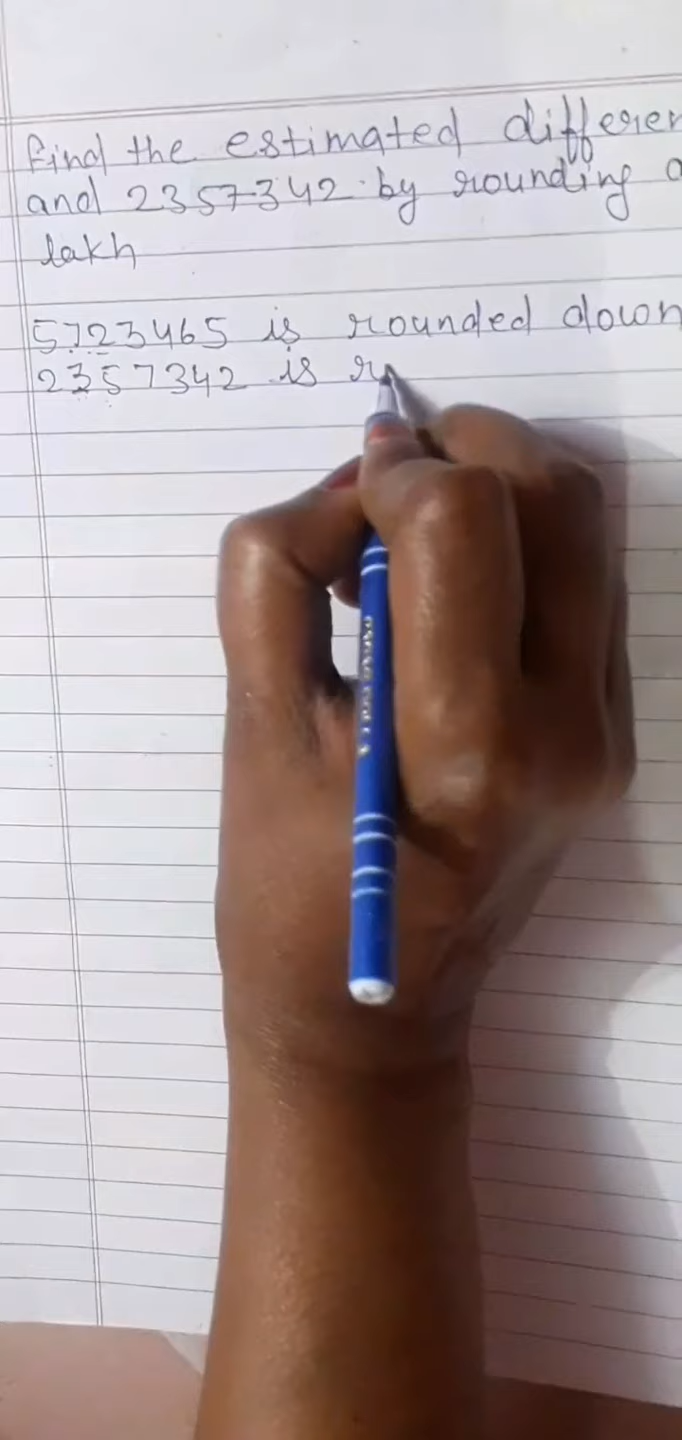 Find the estimated differen
and 2357342 by rounding a
lakh
5723465 is rounded down
2357342 is r